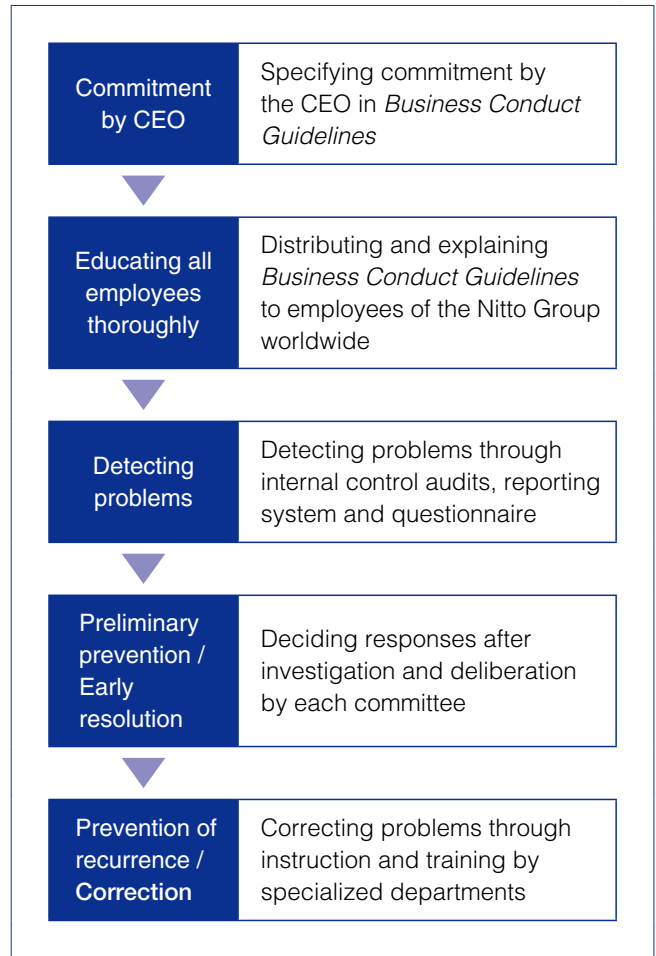 Commitment
by CEO
Specifying commitment by
the CEO in Business Conduct
Guidelines
Educating all
employees
thoroughly
Distributing and explaining
Business Conduct Guidelines
to employees of the Nitto Group
worldwide
Detecting
problems
Detecting problems through
internal control audits, reporting
system and questionnaire
Preliminary
prevention /
Early
resolution
Deciding responses after
investigation and deliberation
by each committee
Prevention of
recurrence /
Correction
Correcting problems through
instruction and training by
specialized departments